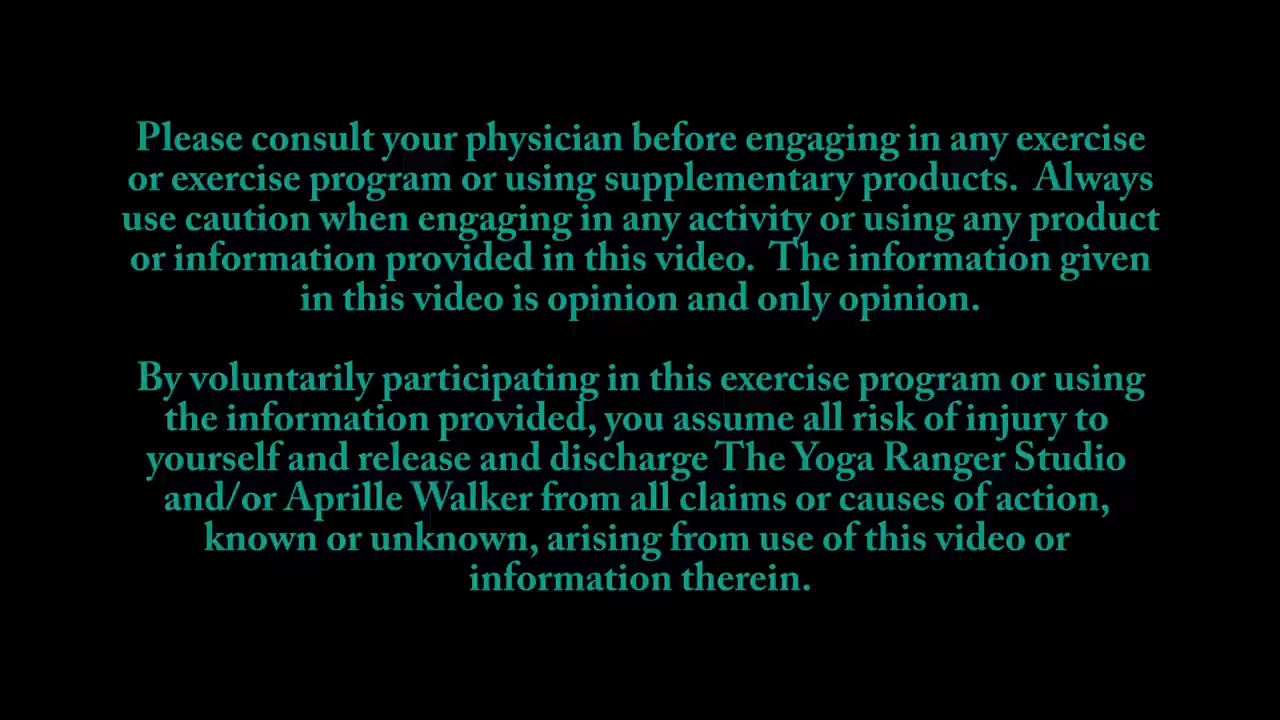 Please consult your physician before engaging in any exercise
or exercise program or using supplementary products.  Always
use caution when engaging in any activity or using any product
or information provided in this video.  The information given
in this video is opinion and only opinion.
By voluntarily participating in this exercise program or using
the information provided, you assume all risk of injury to
yourself and release and discharge The Yoga Ranger Studio
and/or Aprille Walker from all claims or causes of action,
known or unknown, arising from use of this video or
information therein.